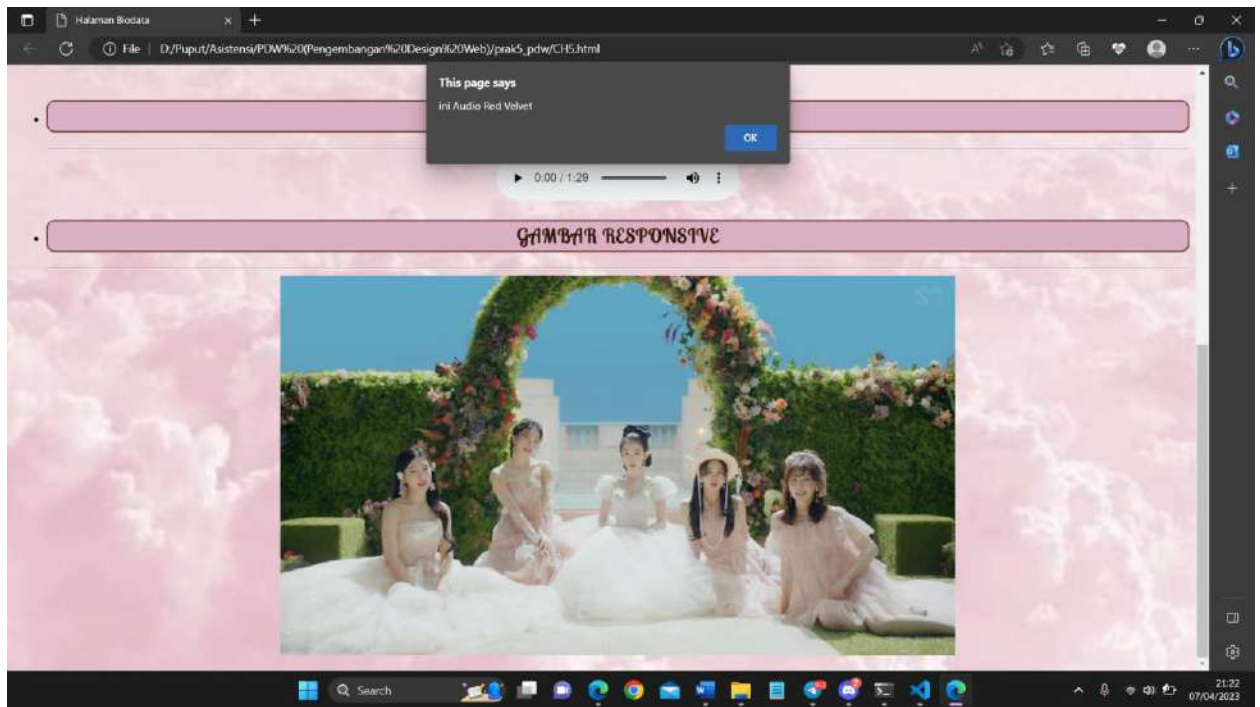 Halaman Biodata
File
D:/Puput/Asistensi/PDW%20(Pengembangan%20Design%20Web)/prak5_pdw/CH5.html
This page says
ini Audio Red Velvet
OK
0:00 / 1:29
GAMBAR RESPONSIVE
Search
21:22
07/04/2023